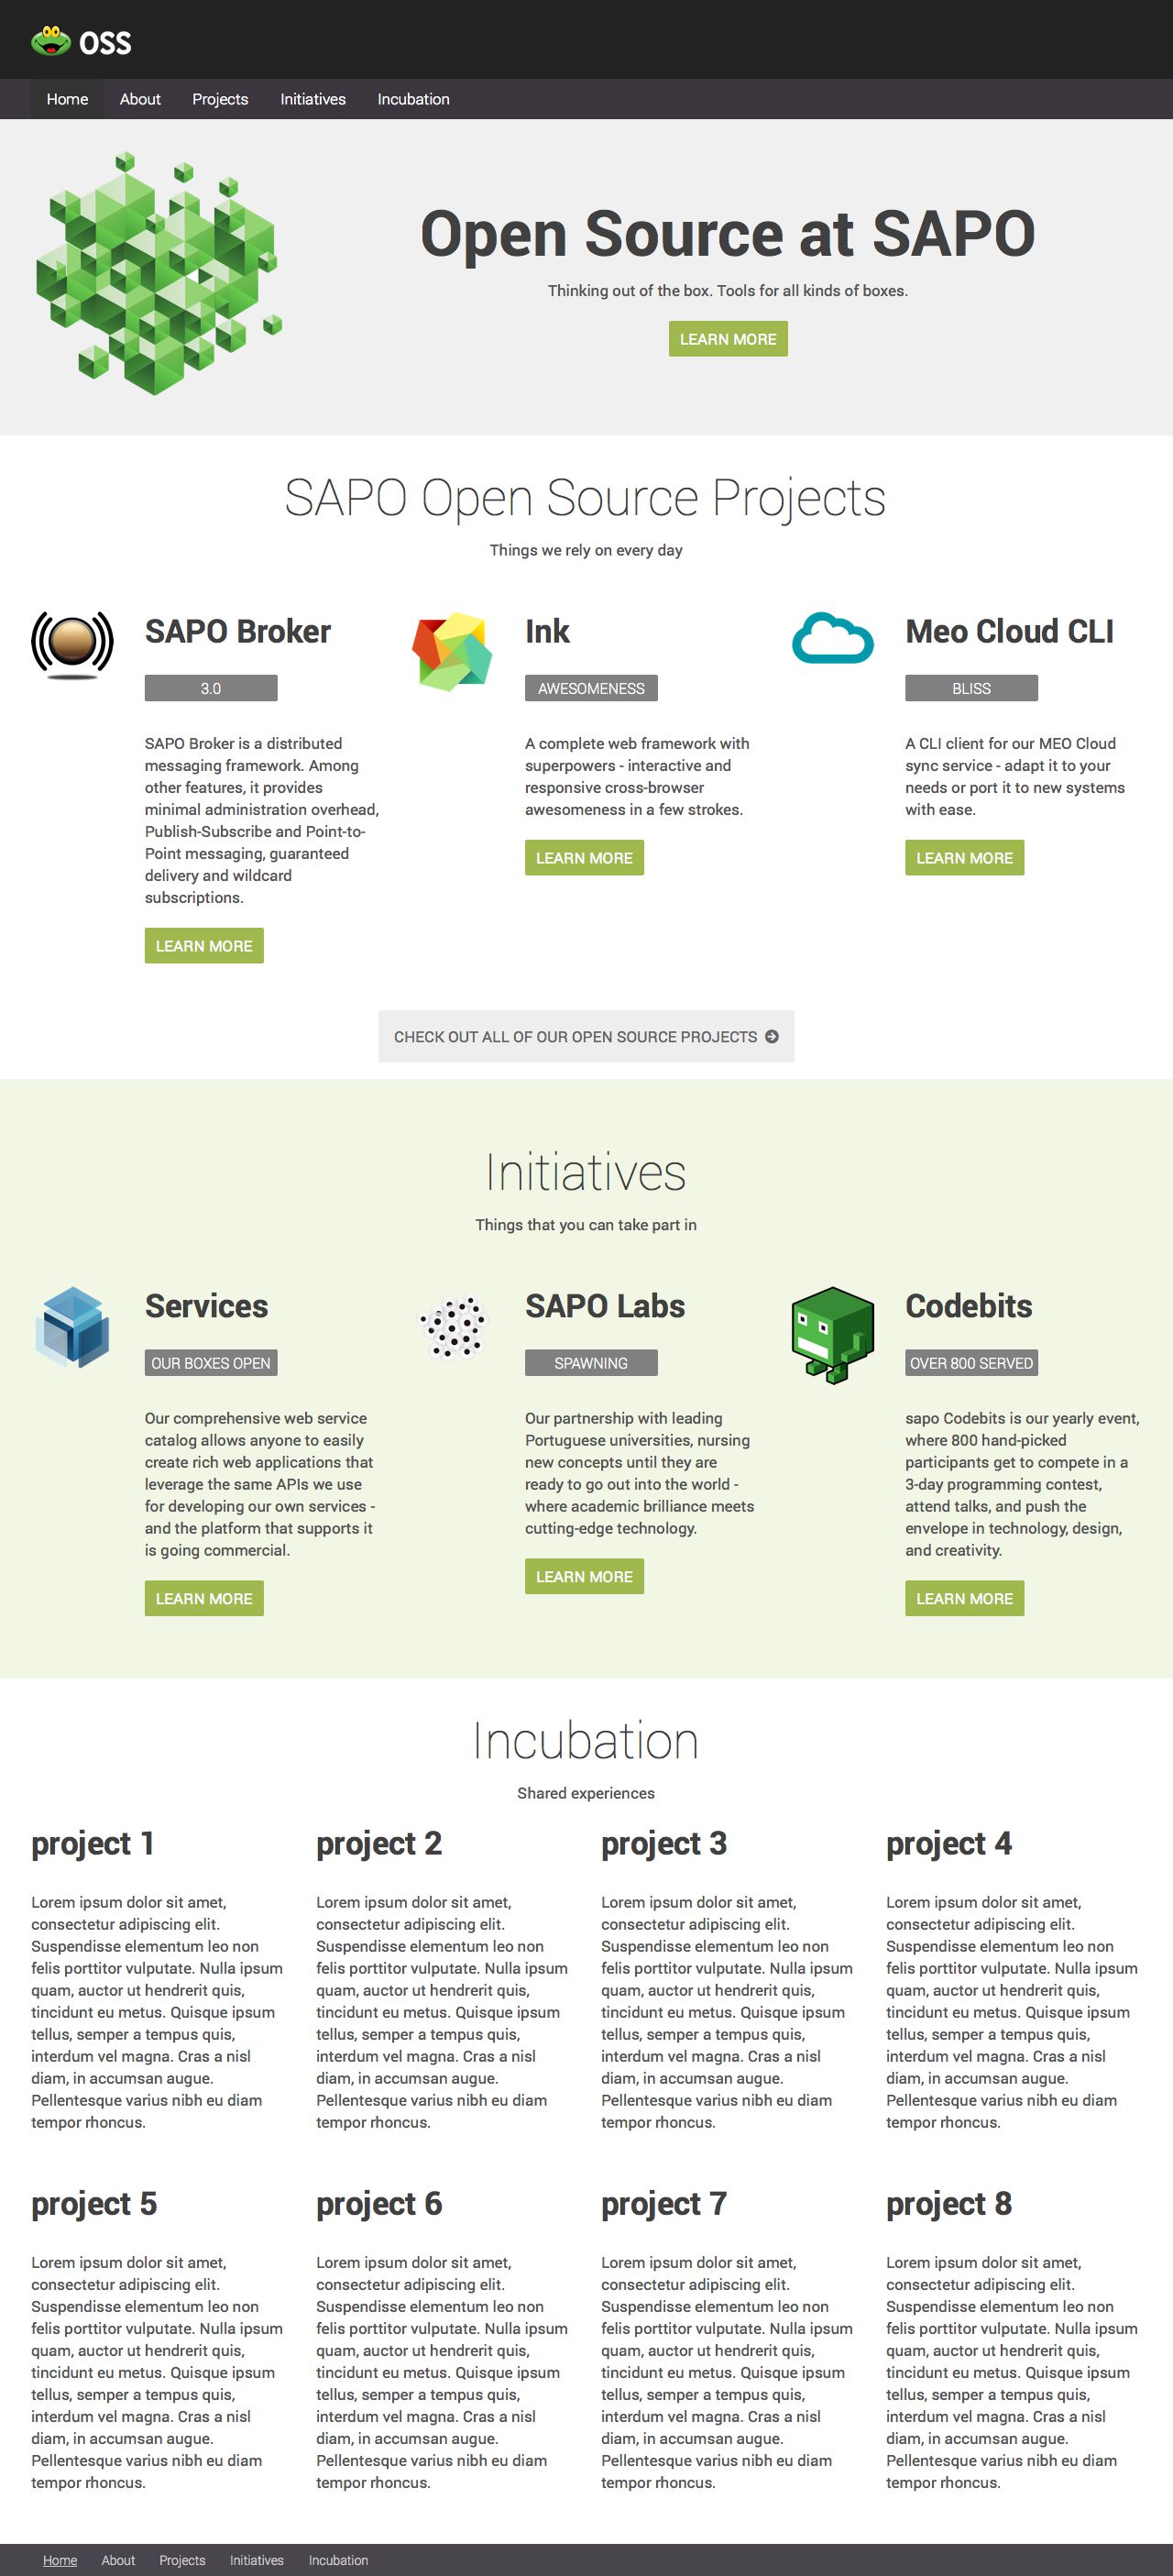 OSS
Home About Projects Initiatives Incubation
Open Source at SAPO
Thinking out of the box. Tools for all kinds of boxes.
LEARN MORE
SAPO Open Source Projects
Things we rely on every day
SAPO Broker
3.0
SAPO Broker is a distributed
messaging framework. Among
other features, it provides
minimal administration overhead,
Publish-Subscribe and Point-to-
Point messaging, guaranteed
delivery and wildcard
subscriptions.
LEARN MORE
Ink
AWESOMENESS
A complete web framework with
superpowers - interactive and
responsive cross-browser
awesomeness in a few strokes.
LEARN MORE
Meo Cloud CLI
BLISS
A CLI client for our MEO Cloud
sync service - adapt it to your
needs or port it to new systems
with ease.
LEARN MORE
CHECK OUT ALL OF OUR OPEN SOURCE PROJECTS
Initiatives
Things that you can take part in
Services
OUR BOXES OPEN
Our comprehensive web service
catalog allows anyone to easily
create rich web applications that
leverage the same APIs we use
for developing our own services -
and the platform that supports it
is going commercial.
LEARN MORE
SAPO Labs
SPAWNING
Our partnership with leading
Portuguese universities, nursing
new concepts until they are
ready to go out into the world -
where academic brilliance meets
cutting-edge technology.
LEARN MORE
Codebits
OVER 800 SERVED
sapo Codebits is our yearly event,
where 800 hand-picked
participants get to compete in a
3-day programming contest,
attend talks, and push the
envelope in technology, design,
and creativity.
LEARN MORE
Incubation
Shared experiences
project 1
Lorem ipsum dolor sit amet,
consectetur adipiscing elit.
Suspendisse elementum leo non
felis porttitor vulputate. Nulla ipsum
quam, auctor ut hendrerit quis,
tincidunt eu metus. Quisque ipsum
tellus, semper a tempus quis,
interdum vel magna. Cras a nisl
diam, in accumsan augue.
Pellentesque varius nibh eu diam
tempor rhoncus.
project 2
Lorem ipsum dolor sit amet,
consectetur adipiscing elit.
Suspendisse elementum leo non
felis porttitor vulputate. Nulla ipsum
quam, auctor ut hendrerit quis,
tincidunt eu metus. Quisque ipsum
tellus, semper a tempus quis,
interdum vel magna. Cras a nisl
diam, in accumsan augue.
Pellentesque varius nibh eu diam
tempor rhoncus.
project 3
Lorem ipsum dolor sit amet,
consectetur adipiscing elit.
Suspendisse elementum leo non
felis porttitor vulputate. Nulla ipsum
quam, auctor ut hendrerit quis,
tincidunt eu metus. Quisque ipsum
tellus, semper a tempus quis,
interdum vel magna. Cras a nisl
diam, in accumsan augue.
Pellentesque varius nibh eu diam
tempor rhoncus.
project 4
Lorem ipsum dolor sit amet,
consectetur adipiscing elit.
Suspendisse elementum leo non
felis porttitor vulputate. Nulla ipsum
quam, auctor ut hendrerit quis,
tincidunt eu metus. Quisque ipsum
tellus, semper a tempus quis,
interdum vel magna. Cras a nisl
diam, in accumsan augue.
Pellentesque varius nibh eu diam
tempor rhoncus.
project 5
Lorem ipsum dolor sit amet,
consectetur adipiscing elit.
Suspendisse elementum leo non
felis porttitor vulputate. Nulla ipsum
quam, auctor ut hendrerit quis,
tincidunt eu metus. Quisque ipsum
tellus, semper a tempus quis,
interdum vel magna. Cras a nisl
diam, in accumsan augue.
Pellentesque varius nibh eu diam
tempor rhoncus.
project 6
Lorem ipsum dolor sit amet,
consectetur adipiscing elit.
Suspendisse elementum leo non
felis porttitor vulputate. Nulla ipsum
quam, auctor ut hendrerit quis,
tincidunt eu metus. Quisque ipsum
tellus, semper a tempus quis,
interdum vel magna. Cras a nisl
diam, in accumsan augue.
Pellentesque varius nibh eu diam
tempor rhoncus.
project 7
Lorem ipsum dolor sit amet,
consectetur adipiscing elit.
Suspendisse elementum leo non
felis porttitor vulputate. Nulla ipsum
quam, auctor ut hendrerit quis,
tincidunt eu metus. Quisque ipsum
tellus, semper a tempus quis,
interdum vel magna. Cras a nisl
diam, in accumsan augue.
Pellentesque varius nibh eu diam
tempor rhoncus.
project 8
Lorem ipsum dolor sit amet,
consectetur adipiscing elit.
Suspendisse elementum leo non
felis porttitor vulputate. Nulla ipsum
quam, auctor ut hendrerit quis,
tincidunt eu metus. Quisque ipsum
tellus, semper a tempus quis,
interdum vel magna. Cras a nisl
diam, in accumsan augue.
Pellentesque varius nibh eu diam
tempor rhoncus.
Home About Projects Initiatives Incubation